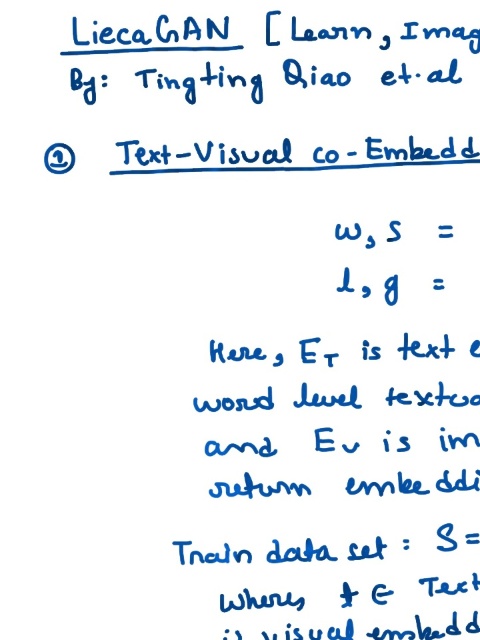 LiecaGAN [Learn, Imag
By: Tingting Qiao et.al
① Text-Visual co-Embedd
w, s =
l, g =
Here, E_T is text e
word level textua
and E_v is im
return embeddi
Train data set : S =
where, t ∈ Text
is visual embedd